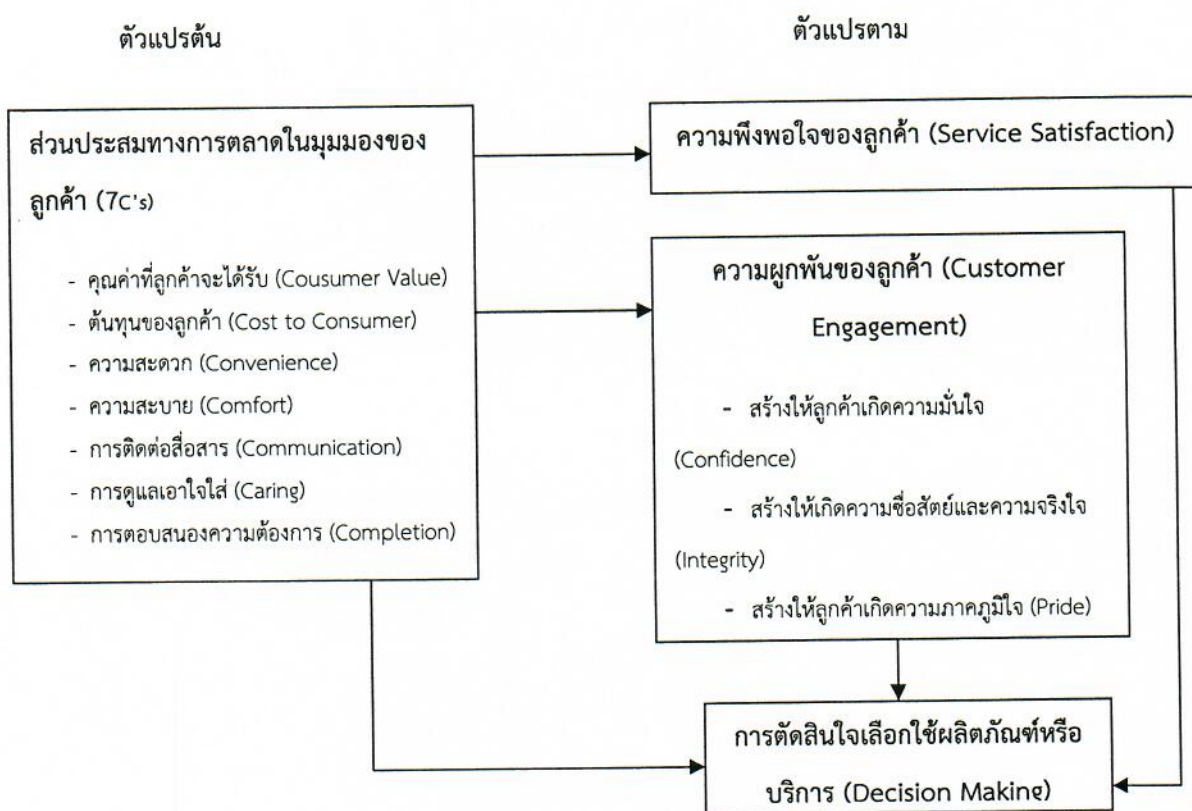 ตัวแปรต้น
ตัวแปรตาม
ส่วนประสมทางการตลาดในมุมมองของ
ลูกค้า (7C's)
- คุณค่าที่ลูกค้าจะได้รับ (Cousumer Value)
- ต้นทุนของลูกค้า (Cost to Consumer)
- ความสะดวก (Convenience)
- ความสะบาย (Comfort)
- การติดต่อสื่อสาร (Communication)
- การดูแลเอาใจใส่ (Caring)
- การตอบสนองความต้องการ (Completion)
ความพึงพอใจของลูกค้า (Service Satisfaction)
ความผูกพันของลูกค้า (Customer
Engagement)
- สร้างให้ลูกค้าเกิดความมั่นใจ
(Confidence)
- สร้างให้เกิดความซื่อสัตย์และความจริงใจ
(Integrity)
- สร้างให้ลูกค้าเกิดความภาคภูมิใจ (Pride)
การตัดสินใจเลือกใช้ผลิตภัณฑ์หรือ
บริการ (Decision Making)